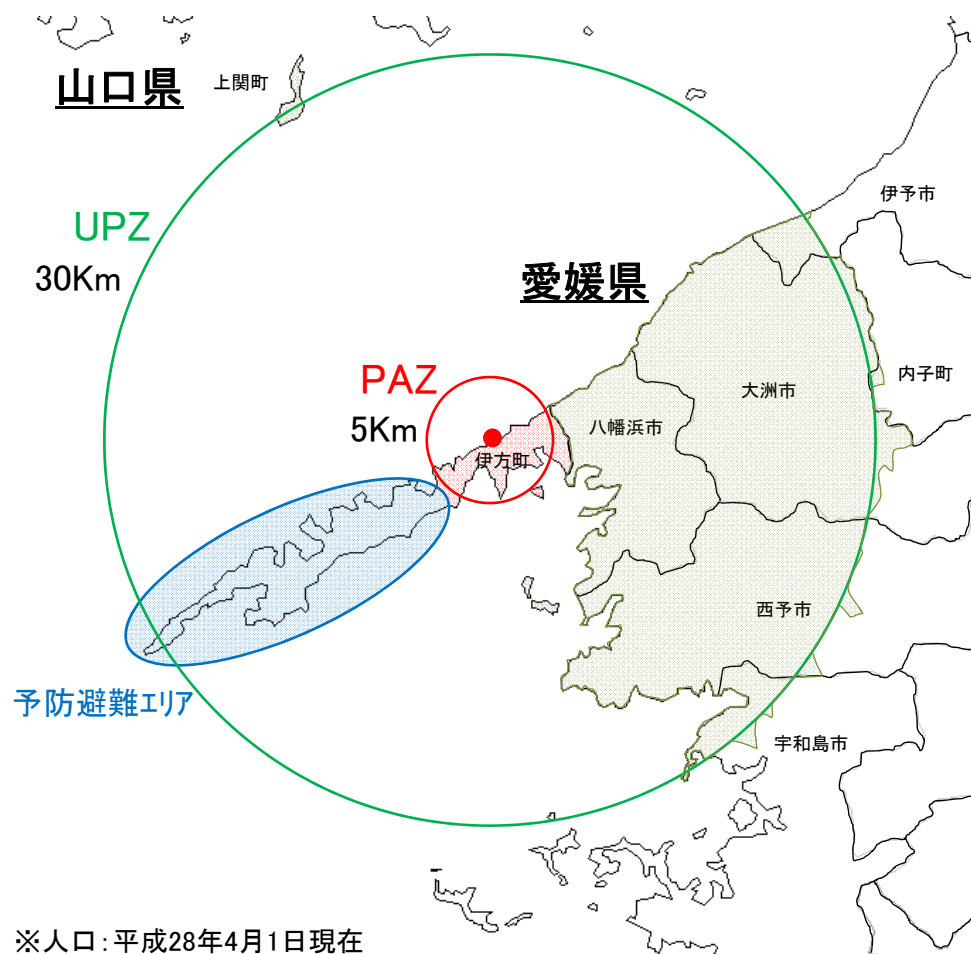 山口県
上関町
伊予市
UPZ
30Km
愛媛県
PAZ
5Km
内子町
大洲市
八幡浜市
伊方町
西予市
予防避難エリア
宇和島市
※人口:平成28年4月1日現在